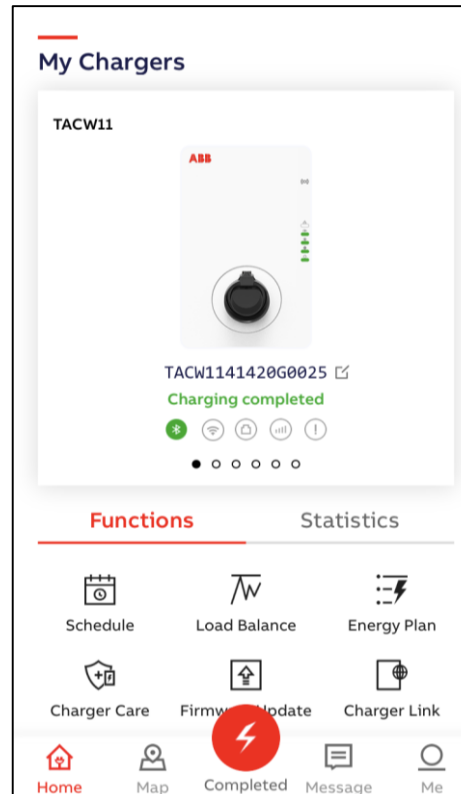 My Chargers
TACW11
ABB
TACW1141420G0025
Charging completed
Functions Statistics
Schedule Load Balance Energy Plan
Charger Care Firmware Update Charger Link
Home Map Completed Message Me